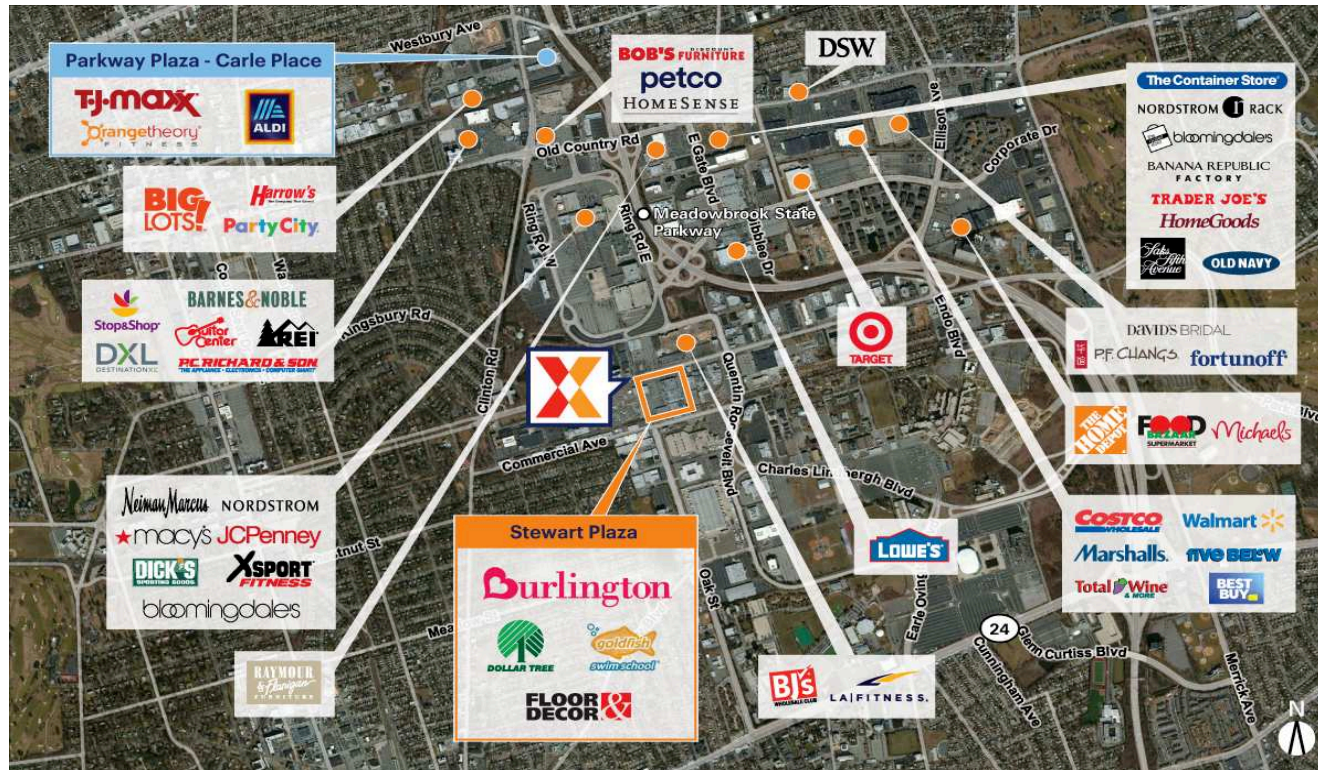 Westbury Ave
Parkway Plaza - Carle Place
T·J·maxx
orangetheory®
FITNESS
ALDI
BOB'S DISCOUNT FURNITURE
petco
HOMESENSE
DSW
The Container Store®
NORDSTROM rack
bloomingdales
BANANA REPUBLIC
FACTORY
TRADER JOE'S
HomeGoods
Saks
Fifth
Avenue
OLD NAVY
Ellison Ave
Corporate Dr
Old Country Rd
E Gate Blvd
BIG
LOTS!
Harrow's
Party City
Ring Rd W
Ring Rd E
Meadowbrook State
Parkway
Stop&Shop
BARNES&NOBLE
Guitar
Center
REI
DXL
DESTINATION XL
P.C. RICHARD & SON
THE APPLIANCE · ELECTRONICS · COMPUTER GIANT!
Kingsbury Rd
Clinton Rd
TARGET
Endo Blvd
DAVID'S BRIDAL
P.F. CHANG'S
fortunoff
X
Quentin Roosevelt Blvd
Commercial Ave
Charles Lindbergh Blvd
THE
HOME
DEPOT
FOOD
BAZAAR
SUPERMARKET
Michaels
Neiman Marcus
NORDSTROM
macy's
JCPenney
DICK'S
SPORTING GOODS
XSPORT
FITNESS
bloomingdale's
Stewart Plaza
Burlington
DOLLAR TREE
goldfish
swim school
FLOOR &
DECOR
LOWE'S
COSTCO
WHOLESALE
Walmart
Marshalls.
five BELOW
Total Wine
& MORE
BEST
BUY
Oak St
24
Glenn Curtiss Blvd
Cunningham Ave
Merrick Ave
RAYMOUR
& Flanigan
FURNITURE
BJ's
WHOLESALE CLUB
LA|FITNESS.
N